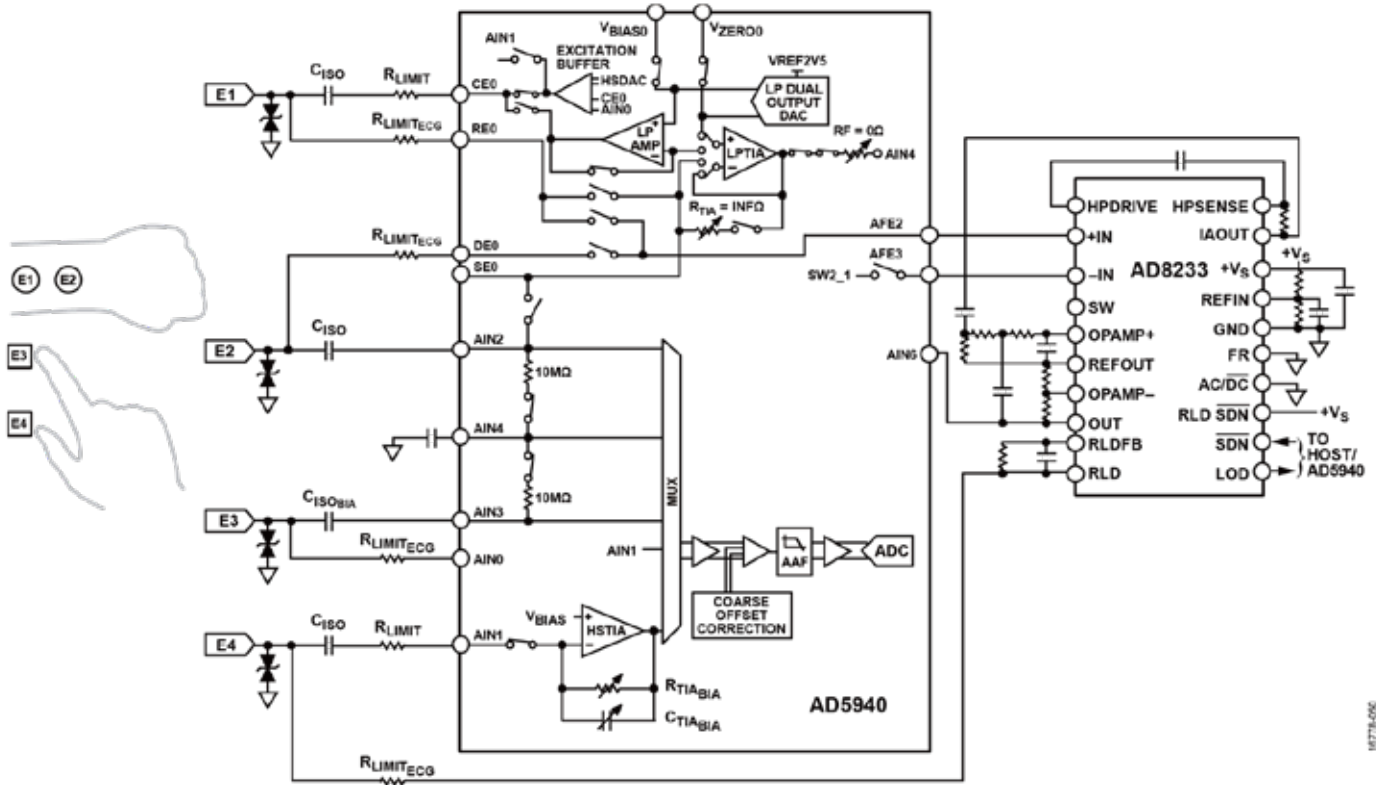 VBIAS0
VZERO0
AIN1
EXCITATION
BUFFER
HSDAC
CE0
AIN0
VREF2V5
LP DUAL
OUTPUT
DAC
E1
CISO
RLIMIT
CE0
RLIMITECG
RE0
+
LP
AMP
−
+
LPTIA
−
RF = 0Ω
AIN4
RTIA = INFΩ
E1
E2
RLIMITECG
DE0
SE0
AFE2
AFE3
SW2_1
E3
E4
E2
CISO
AIN2
10MΩ
AIN4
10MΩ
AIN6
MUX
E3
CISOBIA
AIN3
RLIMITECG
AIN0
AIN1
AAF
ADC
COARSE
OFFSET
CORRECTION
E4
CISO
RLIMIT
AIN1
VBIAS
+
HSTIA
−
RTIABIA
CTIABIA
AD5940
RLIMITECG
HPDRIVE
HPSENSE
+IN
IAOUT
AD8233
+VS
+VS
−IN
REFIN
SW
GND
OPAMP+
FR
REFOUT
AC/DC
OPAMP−
RLD SDN
+VS
OUT
SDN
TO
HOST/
AD5940
RLDFB
LOD
RLD
16778-050